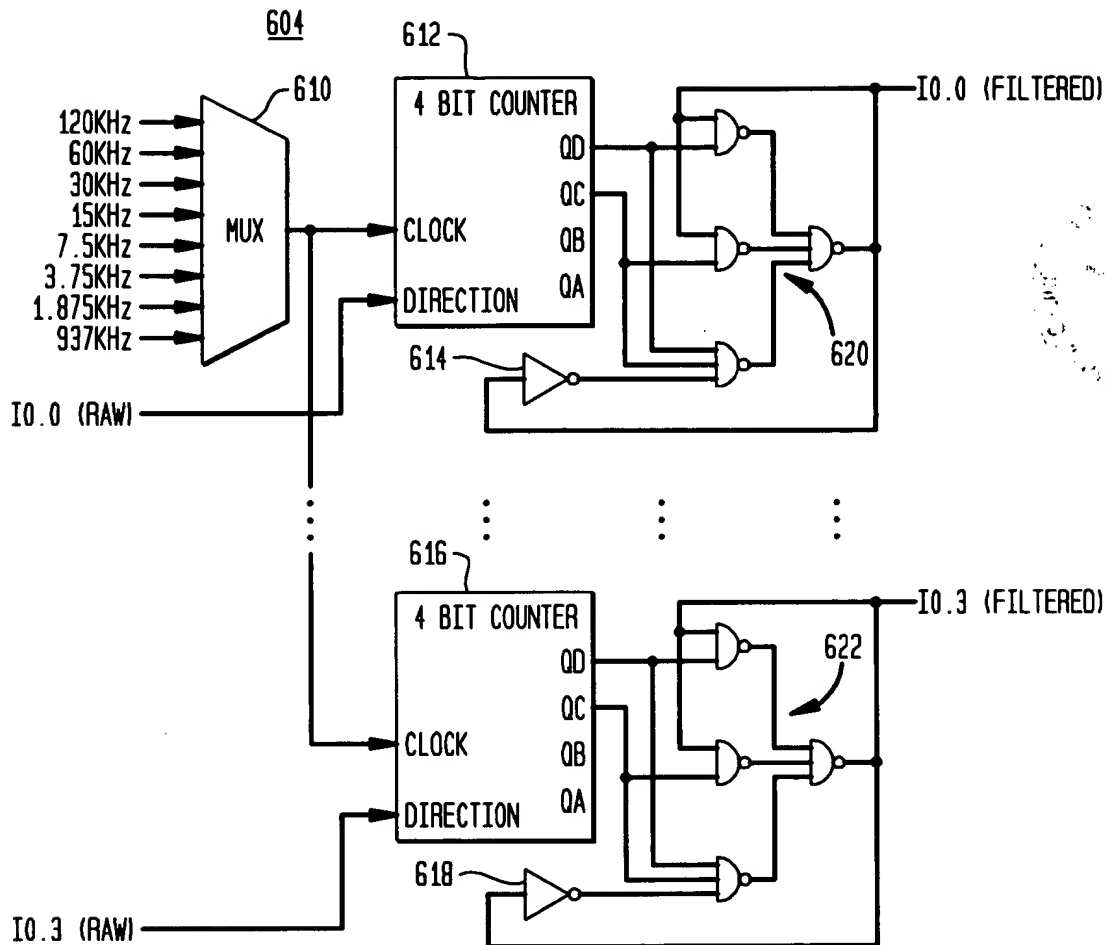 604
610
120KHz
60KHz
30KHz
15KHz
7.5KHz
3.75KHz
1.875KHz
937KHz
MUX
I0.0 (RAW)
612
4 BIT COUNTER
QD
QC
QB
QA
CLOCK
DIRECTION
614
620
I0.0 (FILTERED)
616
4 BIT COUNTER
QD
QC
QB
QA
CLOCK
DIRECTION
618
622
I0.3 (FILTERED)
I0.3 (RAW)